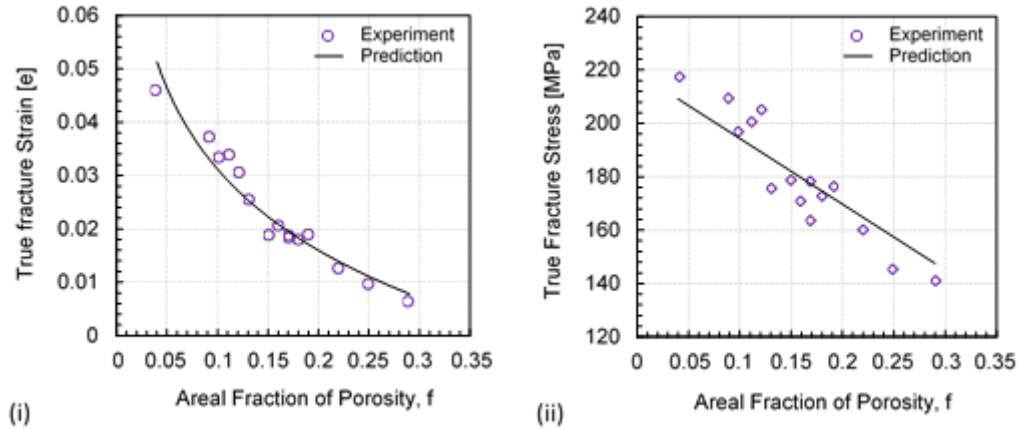 0.06
0.05
0.04
0.03
0.02
0.01
0
True fracture Strain [e]
Experiment
Prediction
0 0.05 0.1 0.15 0.2 0.25 0.3 0.35
Areal Fraction of Porosity, f
(i)
240
220
200
180
160
140
120
True Fracture Stress [MPa]
Experiment
Prediction
0 0.05 0.1 0.15 0.2 0.25 0.3 0.35
Areal Fraction of Porosity, f
(ii)